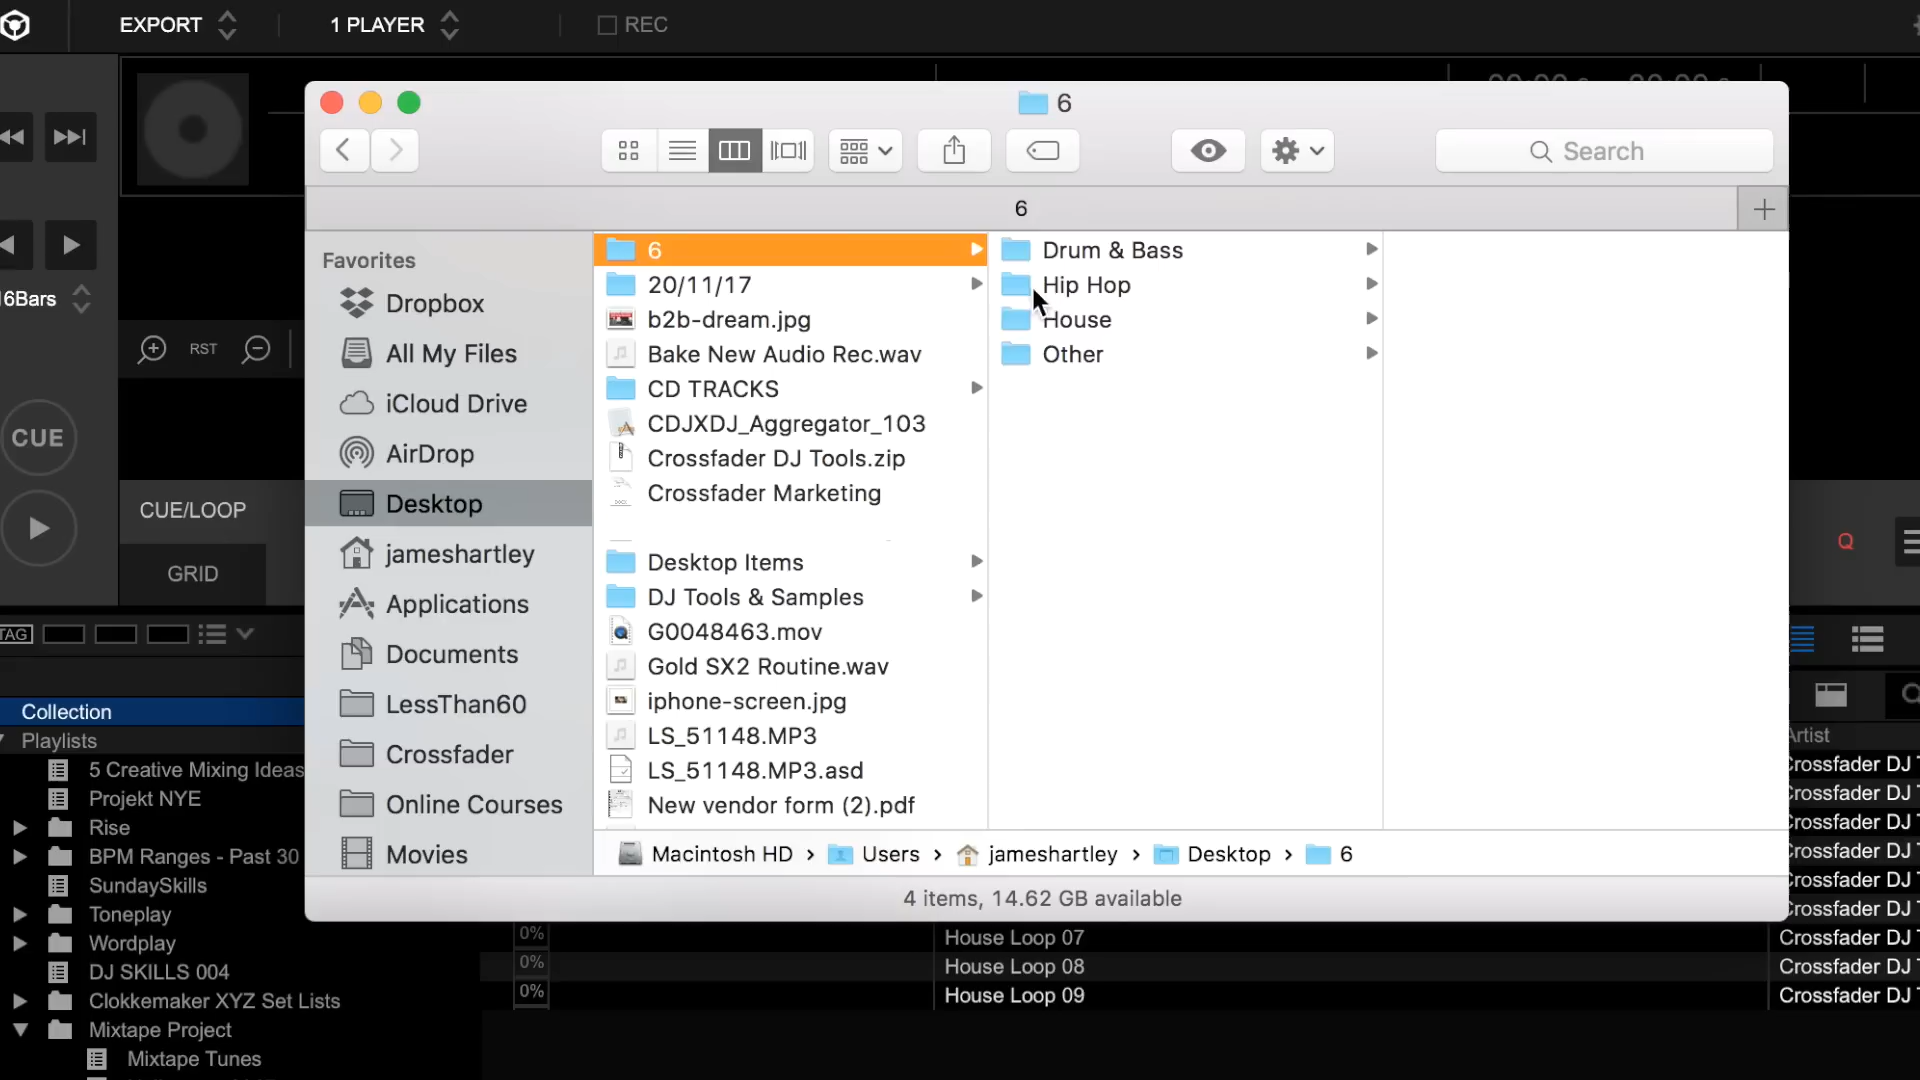 EXPORT 1 PLAYER REC
6
Search
6
6Bars
RST
CUE
CUE/LOOP
GRID
Q
TAG
Favorites
Dropbox
All My Files
iCloud Drive
AirDrop
Desktop
jameshartley
Applications
Documents
LessThan60
Crossfader
Online Courses
Movies
6
20/11/17
b2b-dream.jpg
Bake New Audio Rec.wav
CD TRACKS
CDJXDJ_Aggregator_103
Crossfader DJ Tools.zip
Crossfader Marketing
Desktop Items
DJ Tools & Samples
G0048463.mov
Gold SX2 Routine.wav
iphone-screen.jpg
LS_51148.MP3
LS_51148.MP3.asd
New vendor form (2).pdf
Drum & Bass
Hip Hop
House
Other
Macintosh HD › Users › jameshartley › Desktop › 6
4 items, 14.62 GB available
Collection
Playlists
5 Creative Mixing Ideas
Projekt NYE
Rise
BPM Ranges - Past 30
SundaySkills
Toneplay
Wordplay
DJ SKILLS 004
Clokkemaker XYZ Set Lists
Mixtape Project
Mixtape Tunes
Artist
Crossfader DJ
Crossfader DJ
Crossfader DJ
Crossfader DJ
Crossfader DJ
Crossfader DJ
0% House Loop 07 Crossfader DJ
0% House Loop 08 Crossfader DJ
0% House Loop 09 Crossfader DJ